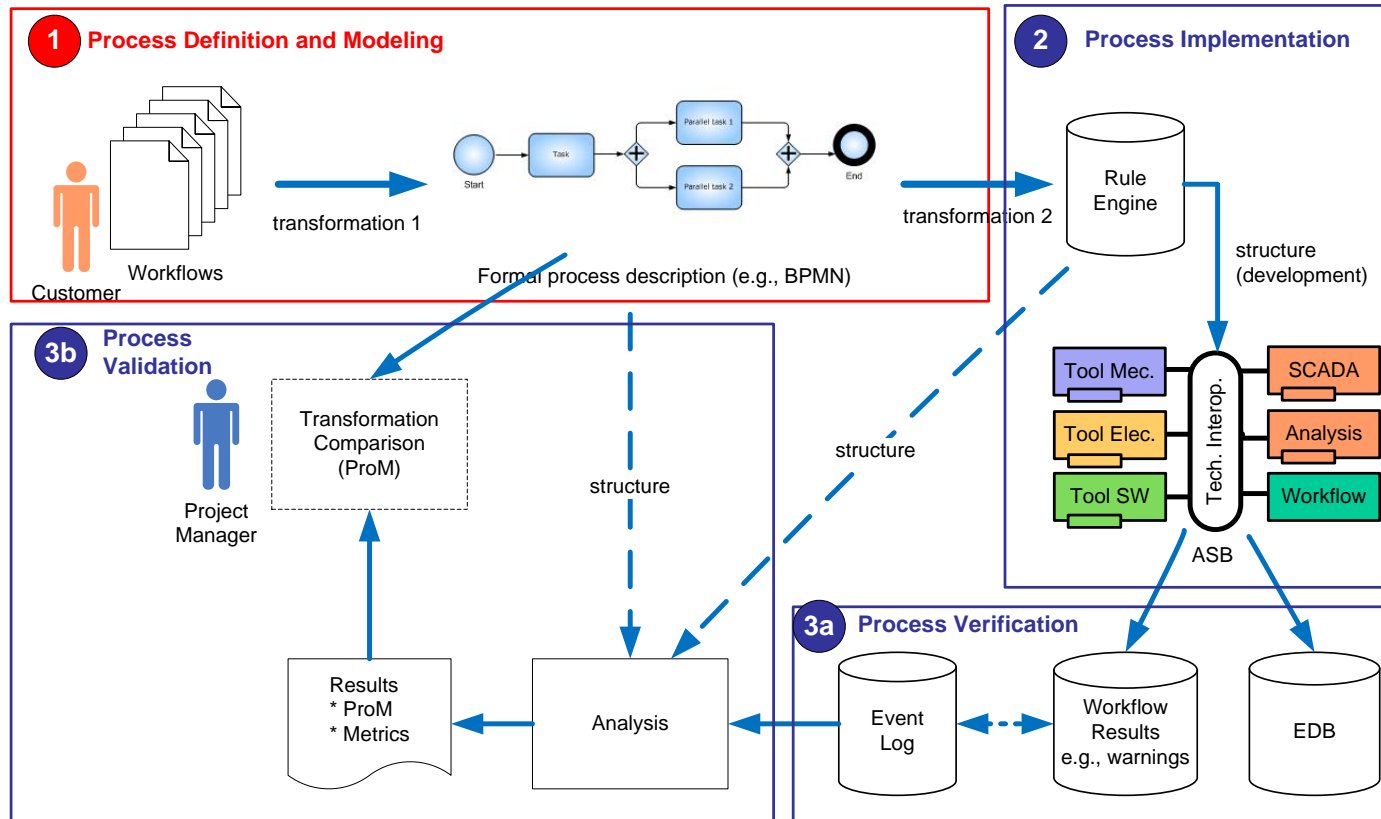 1
Process Definition and Modeling
Parallel task 1
Task
Start
Parallel task 2
End
transformation 1
Workflows
Customer
Formal process description (e.g., BPMN)
transformation 2
2
Process Implementation
Rule
Engine
structure
(development)
Tool Mec.
Tool Elec.
Tool SW
Tech. Interop.
SCADA
Analysis
Workflow
ASB
3b
Process
Validation
Project
Manager
Transformation
Comparison
(ProM)
structure
structure
Results
* ProM
* Metrics
Analysis
3a
Process Verification
Event
Log
Workflow
Results
e.g., warnings
EDB